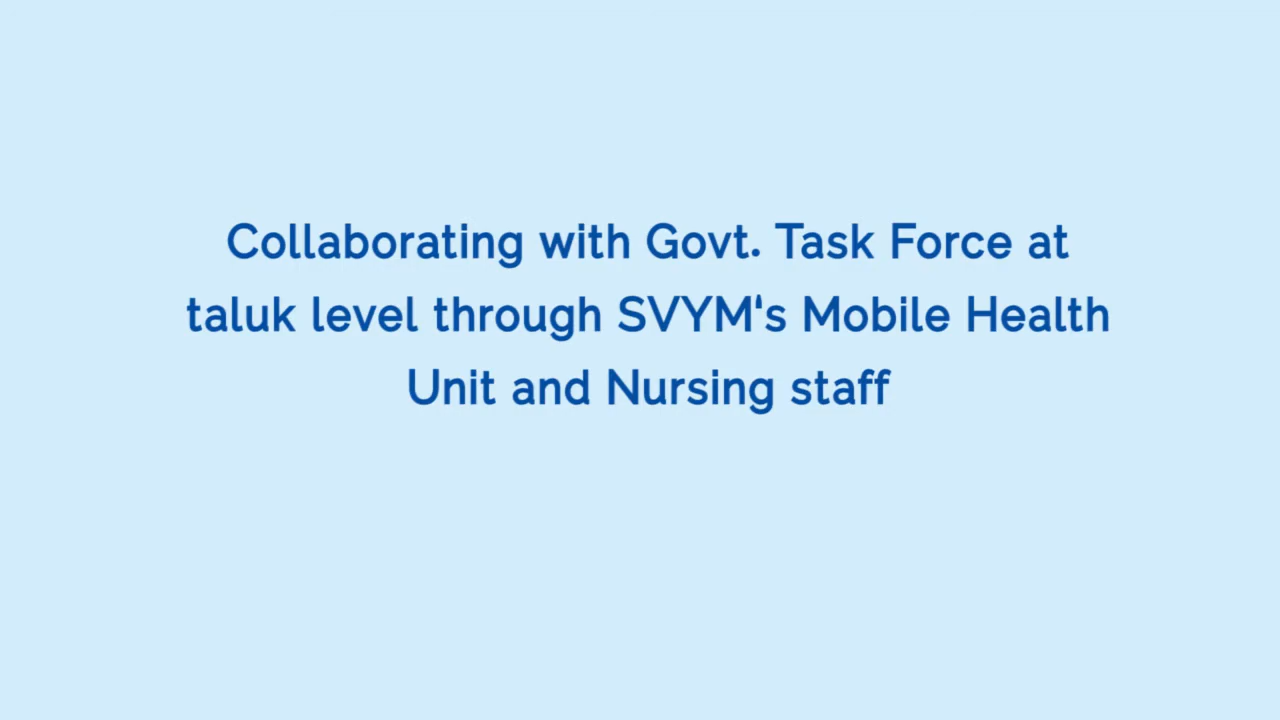 Collaborating with Govt. Task Force at
taluk level through SVYM's Mobile Health
Unit and Nursing staff